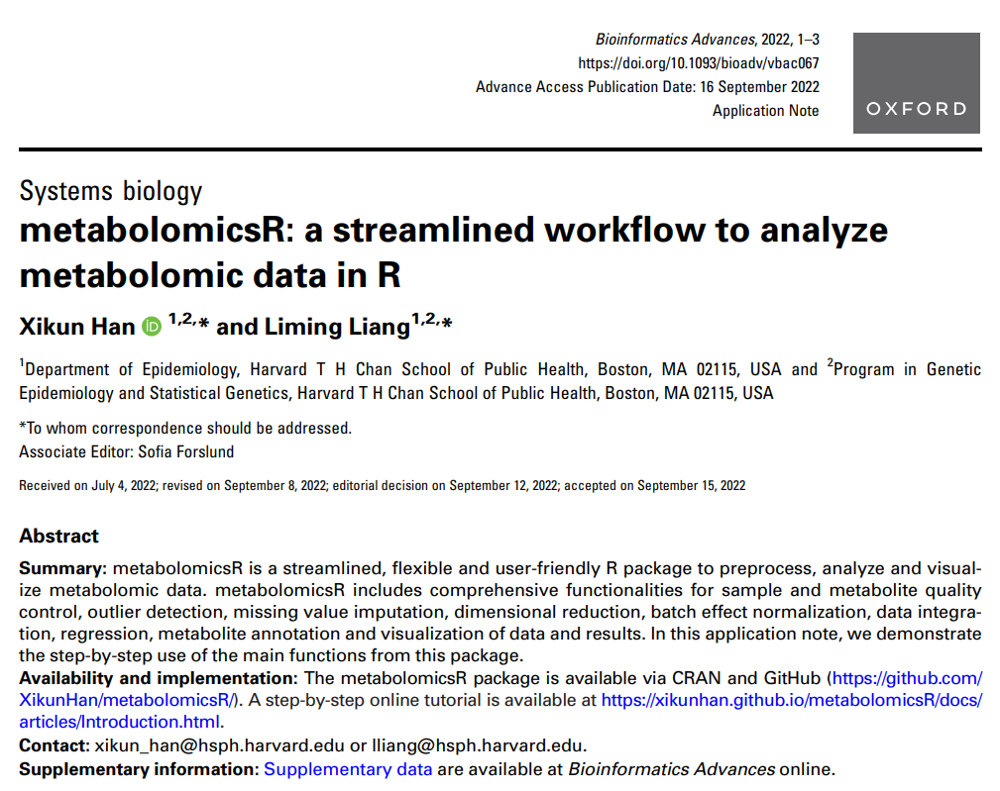 Bioinformatics Advances, 2022, 1–3
https://doi.org/10.1093/bioadv/vbac067
Advance Access Publication Date: 16 September 2022
Application Note
OXFORD
Systems biology
metabolomicsR: a streamlined workflow to analyze
metabolomic data in R
Xikun Han iD 1,2,* and Liming Liang1,2,*
1Department of Epidemiology, Harvard T H Chan School of Public Health, Boston, MA 02115, USA and 2Program in Genetic
Epidemiology and Statistical Genetics, Harvard T H Chan School of Public Health, Boston, MA 02115, USA
*To whom correspondence should be addressed.
Associate Editor: Sofia Forslund
Received on July 4, 2022; revised on September 8, 2022; editorial decision on September 12, 2022; accepted on September 15, 2022
Abstract
Summary: metabolomicsR is a streamlined, flexible and user-friendly R package to preprocess, analyze and visual-
ize metabolomic data. metabolomicsR includes comprehensive functionalities for sample and metabolite quality
control, outlier detection, missing value imputation, dimensional reduction, batch effect normalization, data integra-
tion, regression, metabolite annotation and visualization of data and results. In this application note, we demonstrate
the step-by-step use of the main functions from this package.
Availability and implementation: The metabolomicsR package is available via CRAN and GitHub (https://github.com/
XikunHan/metabolomicsR/). A step-by-step online tutorial is available at https://xikunhan.github.io/metabolomicsR/docs/
articles/Introduction.html.
Contact: xikun_han@hsph.harvard.edu or lliang@hsph.harvard.edu.
Supplementary information: Supplementary data are available at Bioinformatics Advances online.